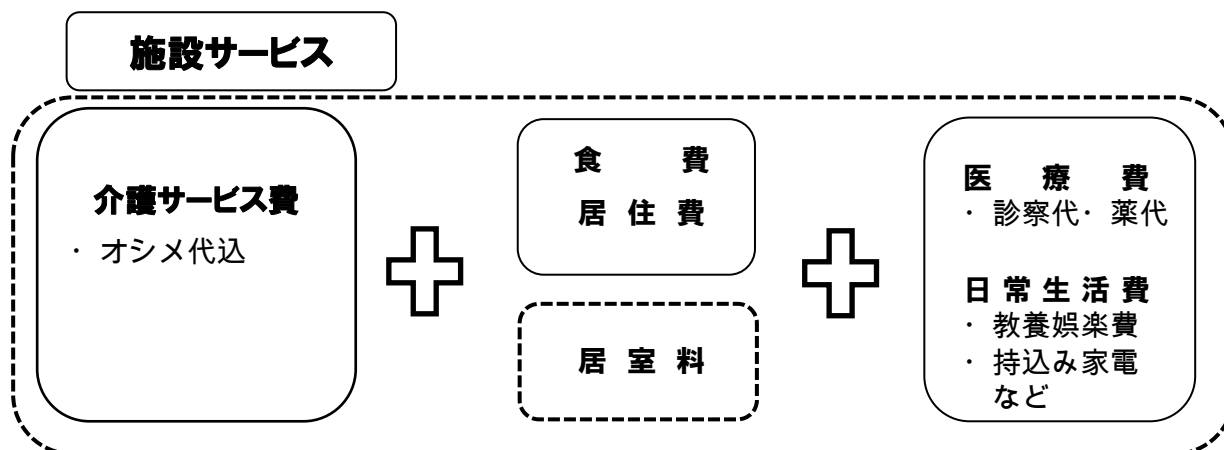 施設サービス
介護サービス費
・ オシメ代込
食　　費
居 住 費
居 室 料
医　療　費
・ 診察代・ 薬代
日 常 生 活 費
・ 教養娯楽費
・ 持込み家電
など